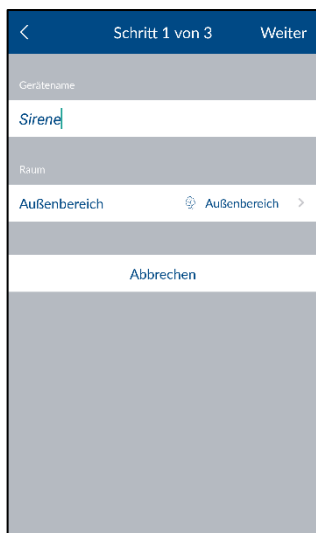 Schritt 1 von 3 Weiter
Gerätename
Sirene
Raum
Außenbereich Außenbereich
Abbrechen